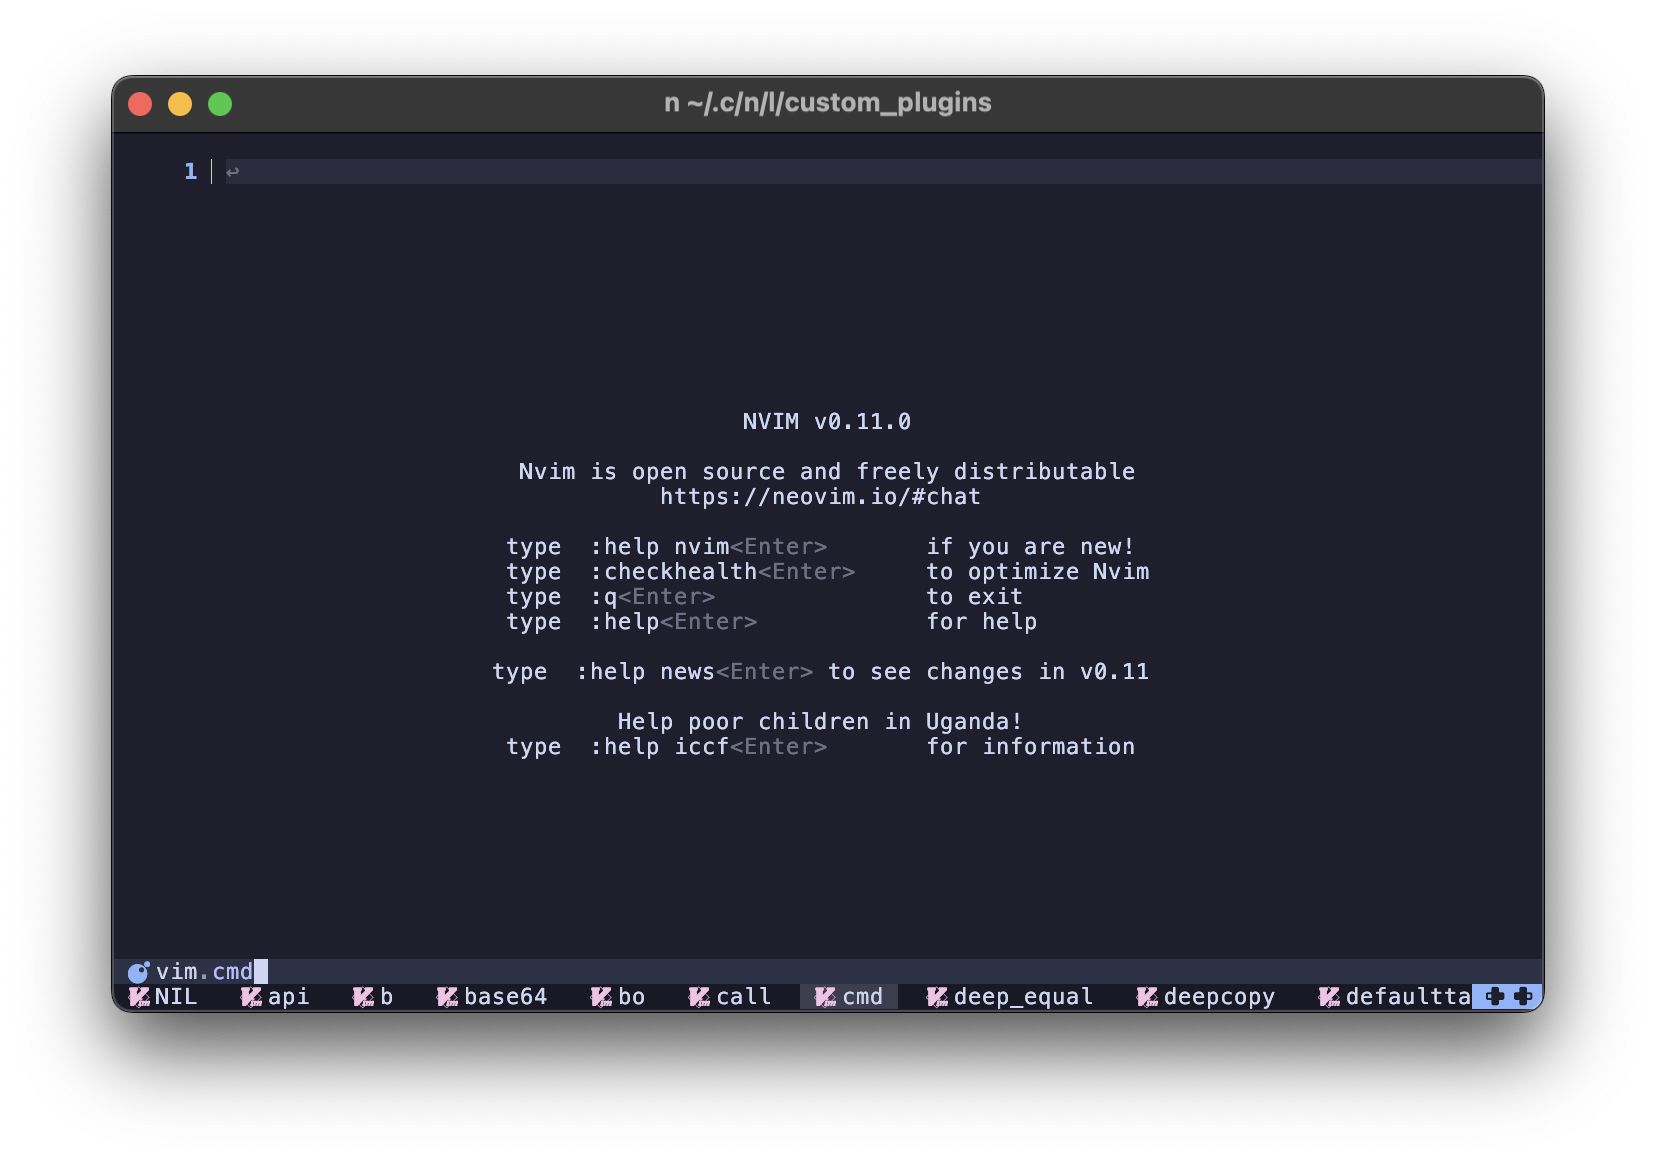 n ~/.c/n/l/custom_plugins
1 ↩
NVIM v0.11.0
Nvim is open source and freely distributable
https://neovim.io/#chat
type :help nvim<Enter> if you are new!
type :checkhealth<Enter> to optimize Nvim
type :q<Enter> to exit
type :help<Enter> for help
type :help news<Enter> to see changes in v0.11
Help poor children in Uganda!
type :help iccf<Enter> for information
vim.cmd
NIL api b base64 bo call cmd deep_equal deepcopy defaultta